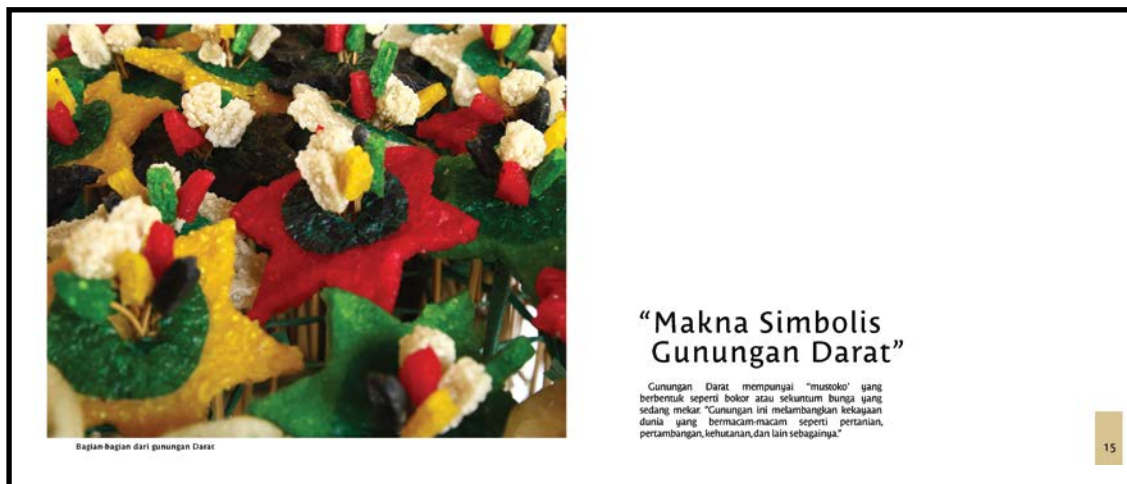 “Makna Simbolis
Gunungan Darat”
Gunungan Darat mempunyai “mustoko’ yang
berbentuk seperti bokor atau sekuntum bunga yang
sedang mekar. “Gunungan ini melambangkan kekayaan
dunia yang bermacam-macam seperti pertanian,
pertambangan, kehutanan, dan lain sebagainya.”
Bagian-bagian dari gunungan Darat
15